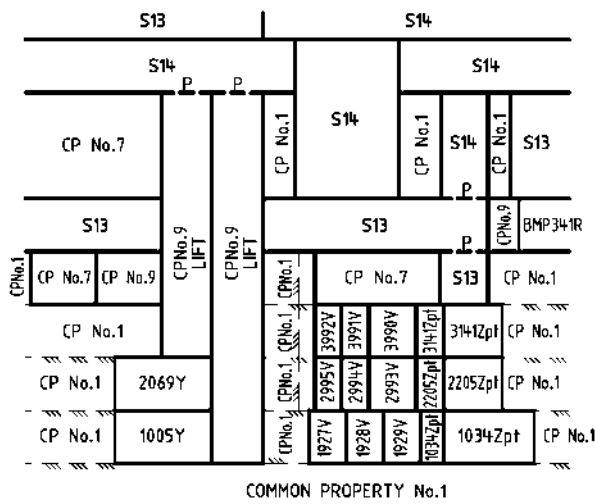 S13 S14
S14 S14
P P
CP No.7 CP No.1 S14 CP No.1 S14 CP No.1 S13
P
S13 CPNo.9 LIFT CPNo.9 LIFT S13 CPNo.9 BMP341R
P
CPNo.1 CP No.7 CP No.9 CPNo.1 CP No.7 S13 CP No.1
CP No.1 CPNo.1 3992V 3991V 3990V 3141Zpt 3141Zpt CP No.1
CP No.1 2069Y CPNo.1 2995V 2994V 2993V 2205Zpt 2205Zpt CP No.1
CP No.1 1005Y CPNo.1 1927V 1928V 1929V 1034Zpt 1034Zpt CP No.1
COMMON PROPERTY No.1